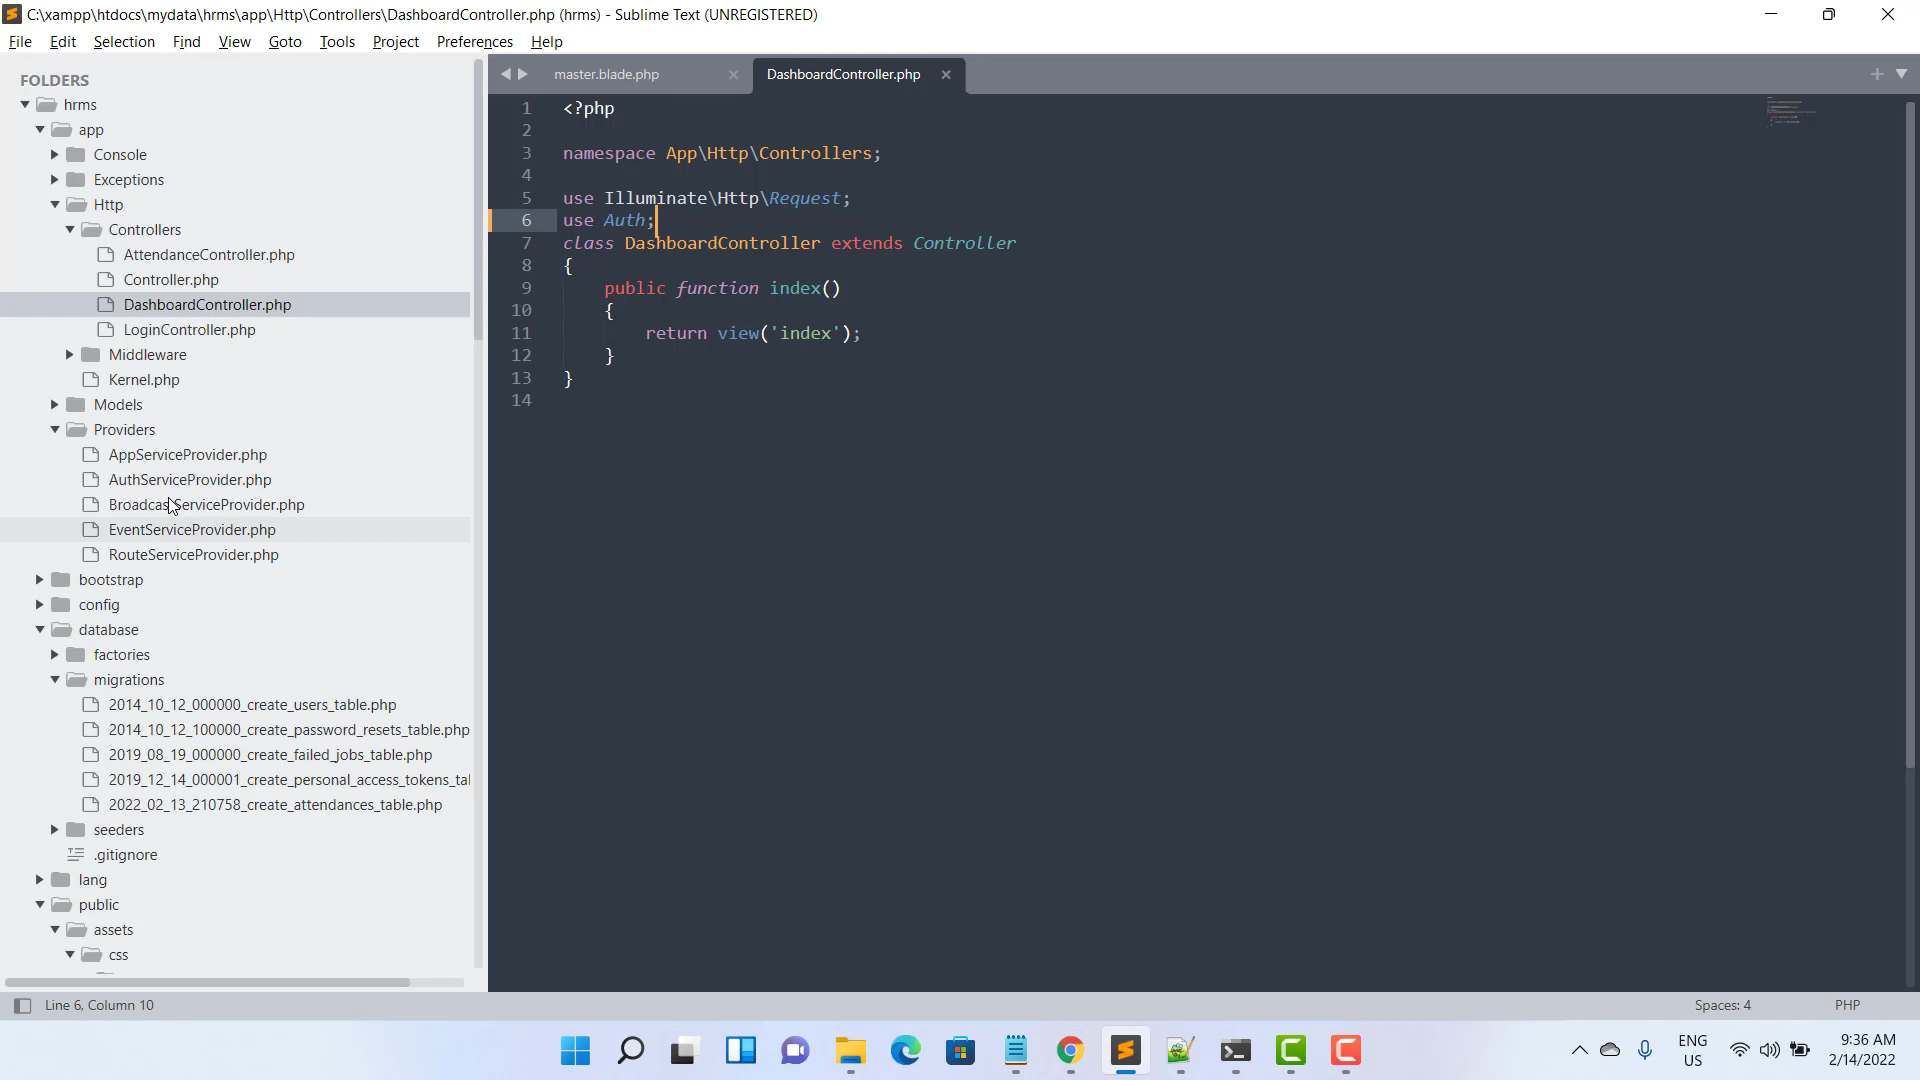 C:\xampp\htdocs\mydata\hrms\app\Http\Controllers\DashboardController.php (hrms) - Sublime Text (UNREGISTERED)
File Edit Selection Find View Goto Tools Project Preferences Help
FOLDERS
hrms
app
Console
Exceptions
Http
Controllers
AttendanceController.php
Controller.php
DashboardController.php
LoginController.php
Middleware
Kernel.php
Models
Providers
AppServiceProvider.php
AuthServiceProvider.php
BroadcastServiceProvider.php
EventServiceProvider.php
RouteServiceProvider.php
bootstrap
config
database
factories
migrations
2014_10_12_000000_create_users_table.php
2014_10_12_100000_create_password_resets_table.php
2019_08_19_000000_create_failed_jobs_table.php
2019_12_14_000001_create_personal_access_tokens_tal
2022_02_13_210758_create_attendances_table.php
seeders
.gitignore
lang
public
assets
css
master.blade.php DashboardController.php
1 <?php
2
3 namespace App\Http\Controllers;
4
5 use Illuminate\Http\Request;
6 use Auth;
7 class DashboardController extends Controller
8 {
9 public function index()
10 {
11 return view('index');
12 }
13 }
14
Line 6, Column 10 Spaces: 4 PHP
ENG
US
9:36 AM
2/14/2022